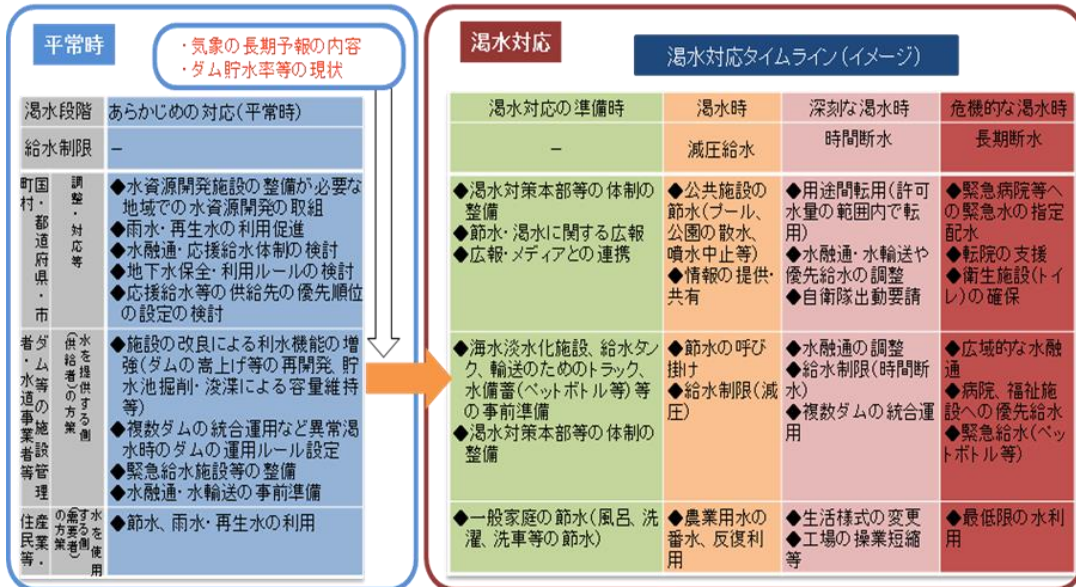 平常時
・気象の長期予報の内容
・ダム貯水率等の現状
渇水対応
渇水対応タイムライン(イメージ)
渇水段階
あらかじめの対応(平常時)
渇水対応の準備時
渇水時
深刻な渇水時
危機的な渇水時
給水制限
－
－
減圧給水
時間断水
長期断水
国・都道府県・市
町村
調整・対応等
◆水資源開発施設の整備が必要な
地域での水資源開発の取組
◆雨水・再生水の利用促進
◆水融通・応援給水体制の検討
◆地下水保全・利用ルールの検討
◆応援給水等の供給先の優先順位
の設定の検討
◆渇水対策本部等の体制の
整備
◆節水・渇水に関する広報
◆広報・メディアとの連携
◆公共施設の
節水(プール、
公園の散水、
噴水中止等)
◆情報の提供・
共有
◆用途間転用(許可
水量の範囲内で転
用)
◆水融通・水輸送や
優先給水の調整
◆自衛隊出動要請
◆緊急病院等へ
の緊急水の指定
配水
◆転院の支援
◆衛生施設(トイ
レ)の確保
ダム等の施設管理
者・水道事業者等
水を提供する側
(供給者)の方策
◆施設の改良による利水機能の増
強(ダムの嵩上げ等の再開発、貯
水池掘削・浚渫による容量維持
等)
◆複数ダムの統合運用など異常渇
水時のダムの運用ルール設定
◆緊急給水施設等の整備
◆水融通・水輸送の事前準備
◆海水淡水化施設、給水タン
ク、輸送のためのトラック、
水備蓄(ペットボトル等)等
の事前準備
◆渇水対策本部等の体制の
整備
◆節水の呼び
掛け
◆給水制限(減
圧)
◆水融通の調整
◆給水制限(時間断
水)
◆複数ダムの統合運
用
◆広域的な水融
通
◆病院、福祉施
設への優先給水
◆緊急給水(ペッ
トボトル等)
産業・
住民等
水を使用
する側
(需要者)
の方策
◆節水、雨水・再生水の利用
◆一般家庭の節水(風呂、洗
濯、洗車等の節水)
◆農業用水の
番水、反復利
用
◆生活様式の変更
◆工場の操業短縮
等
◆最低限の水利
用